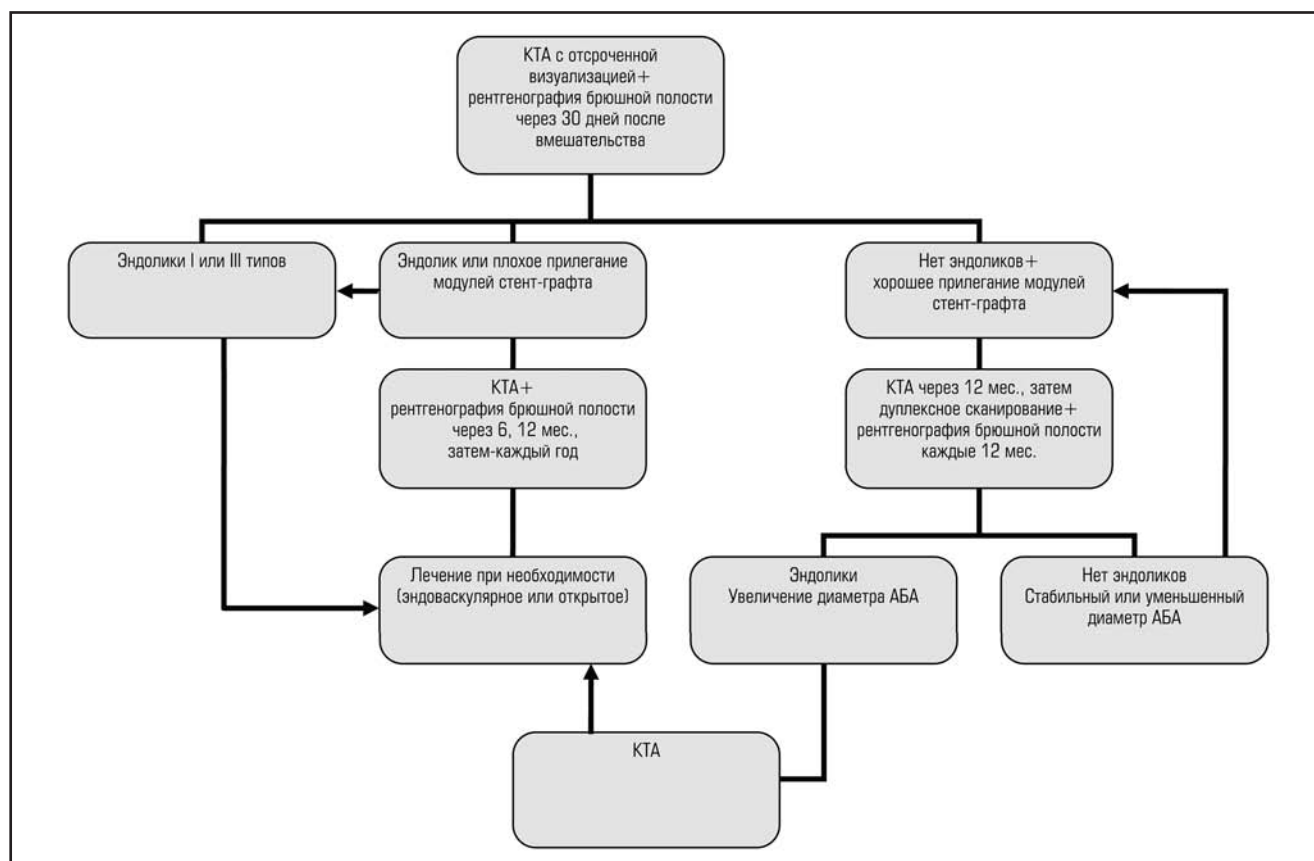 КТА с отсроченной
визуализацией+
рентгенография брюшной полости
через 30 дней после
вмешательства
Эндолики I или III типов
Эндолик или плохое прилегание
модулей стент-графта
Нет эндоликов+
хорошее прилегание модулей
стент-графта
КТА+
рентгенография брюшной полости
через 6, 12 мес.,
затем-каждый год
КТА через 12 мес., затем
дуплексное сканирование+
рентгенография брюшной полости
каждые 12 мес.
Лечение при необходимости
(эндоваскулярное или открытое)
Эндолики
Увеличение диаметра АБА
Нет эндоликов
Стабильный или уменьшенный
диаметр АБА
КТА